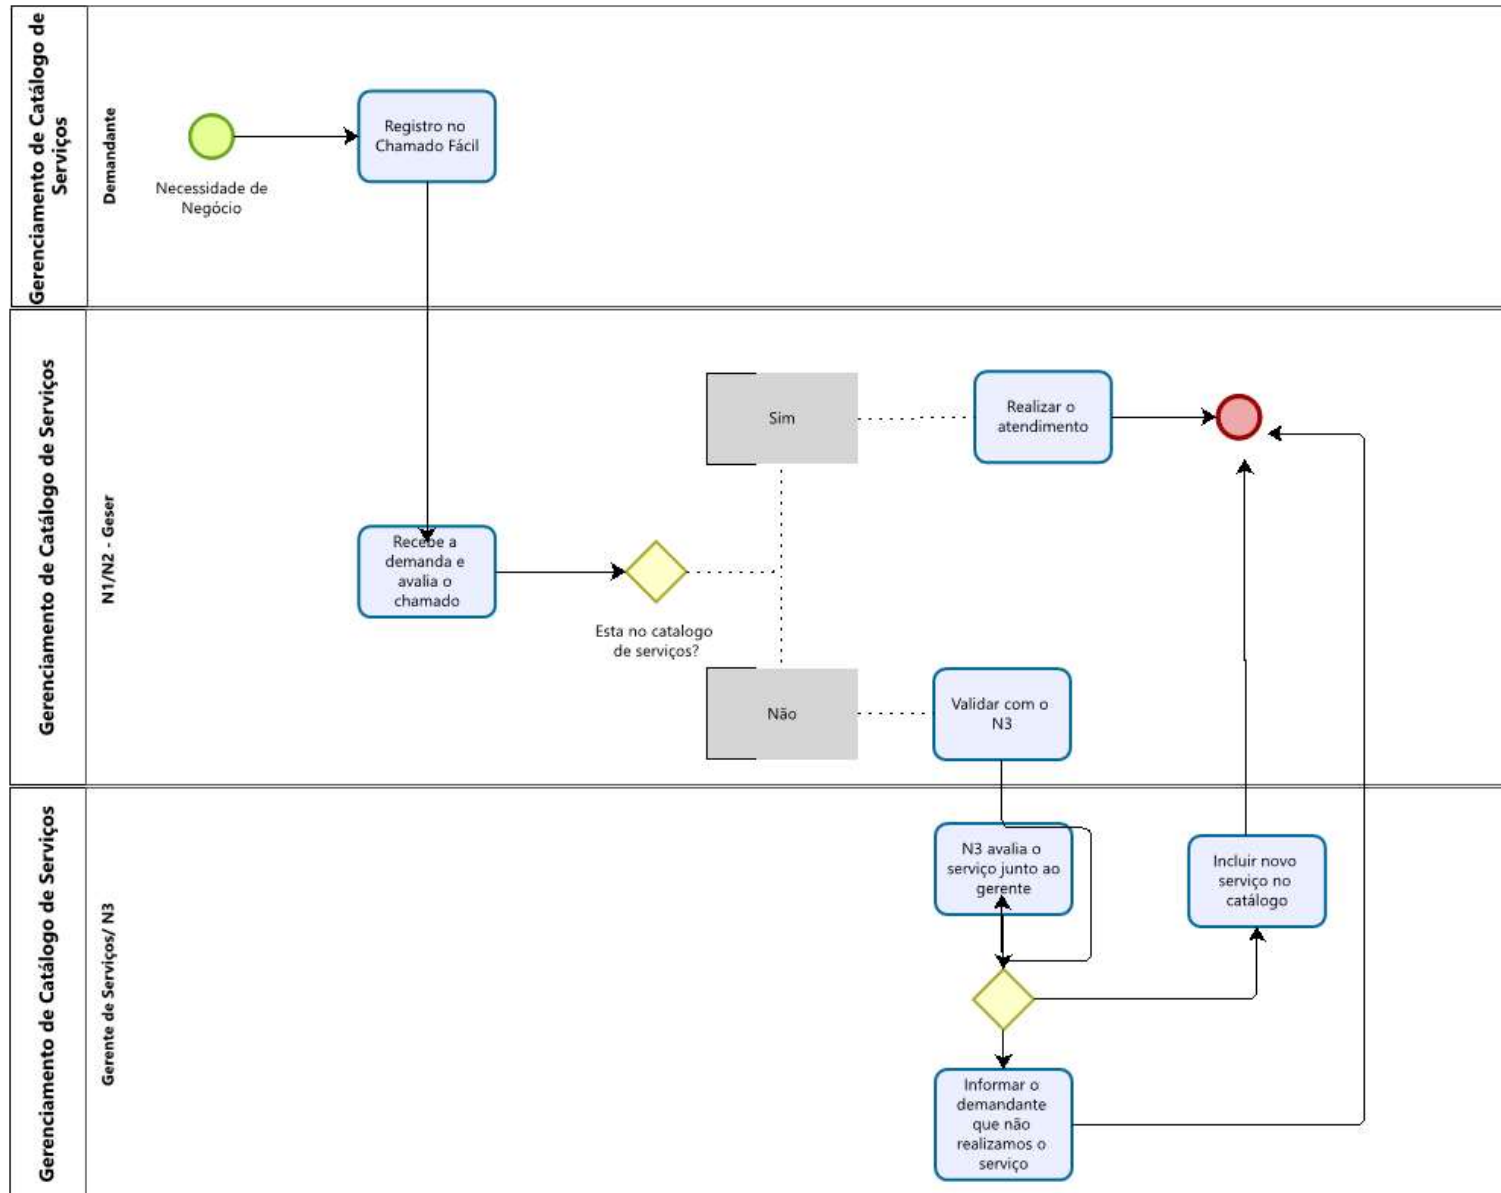 Gerenciamento de Catálogo de
Serviços
Demandante
Necessidade de
Negócio
Registro no
Chamado Fácil
Gerenciamento de Catálogo de Serviços
N1/N2 - Geser
Recebe a
demanda e
avalia o
chamado
Esta no catalogo
de serviços?
Sim
Realizar o
atendimento
Não
Validar com o
N3
Gerenciamento de Catálogo de Serviços
Gerente de Serviços/ N3
N3 avalia o
serviço junto ao
gerente
Incluir novo
serviço no
catálogo
Informar o
demandante
que não
realizamos o
serviço